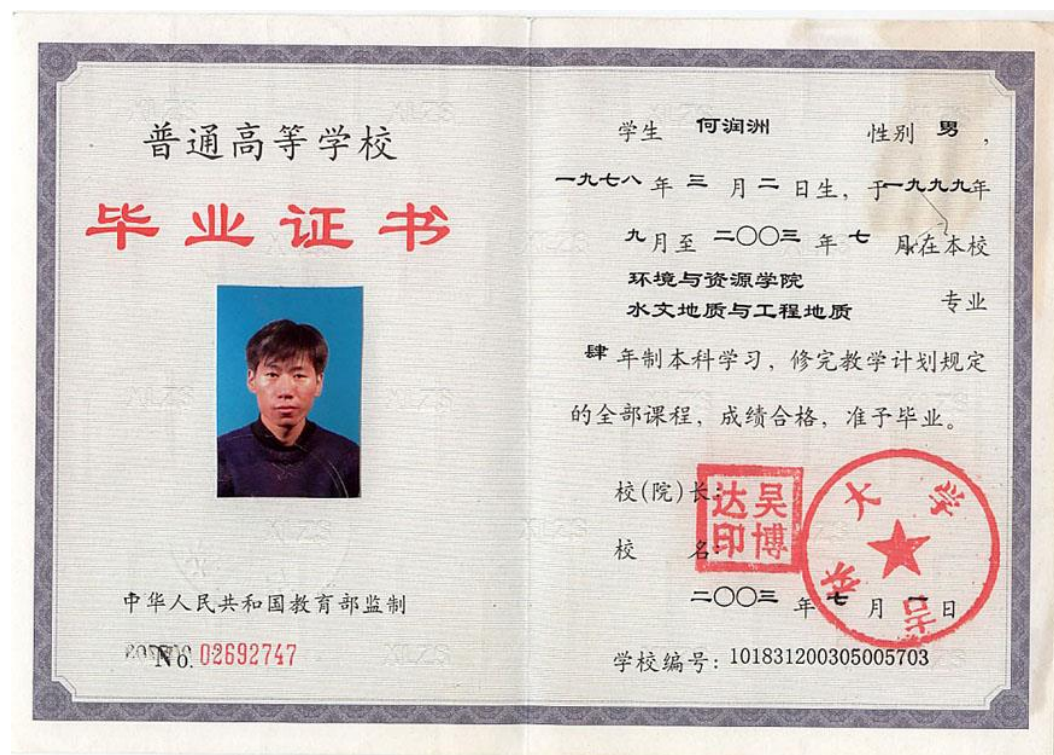 普通高等学校
毕业证书
中华人民共和国教育部监制
No. 02692747
学生 何润洲 性别 男，
一九七八 年 三 月 二 日生，于一九九九年
九月至 二〇〇三 年 七 月在本校
环境与资源学院
水文地质与工程地质 专业
肆 年制本科学习，修完教学计划规定
的全部课程，成绩合格，准予毕业。
校(院)长：
吴博达印
校 名：
吉林大学
二〇〇三 年 七 月 一 日
学校编号：101831200305005703